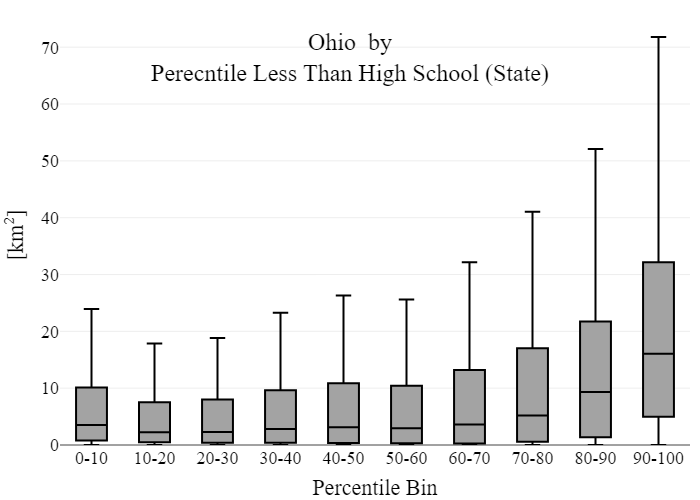 Ohio  by
Perecntile Less Than High School (State)
70
60
50
40
30
20
10
0
[km²]
0-10 10-20 20-30 30-40 40-50 50-60 60-70 70-80 80-90 90-100
Percentile Bin